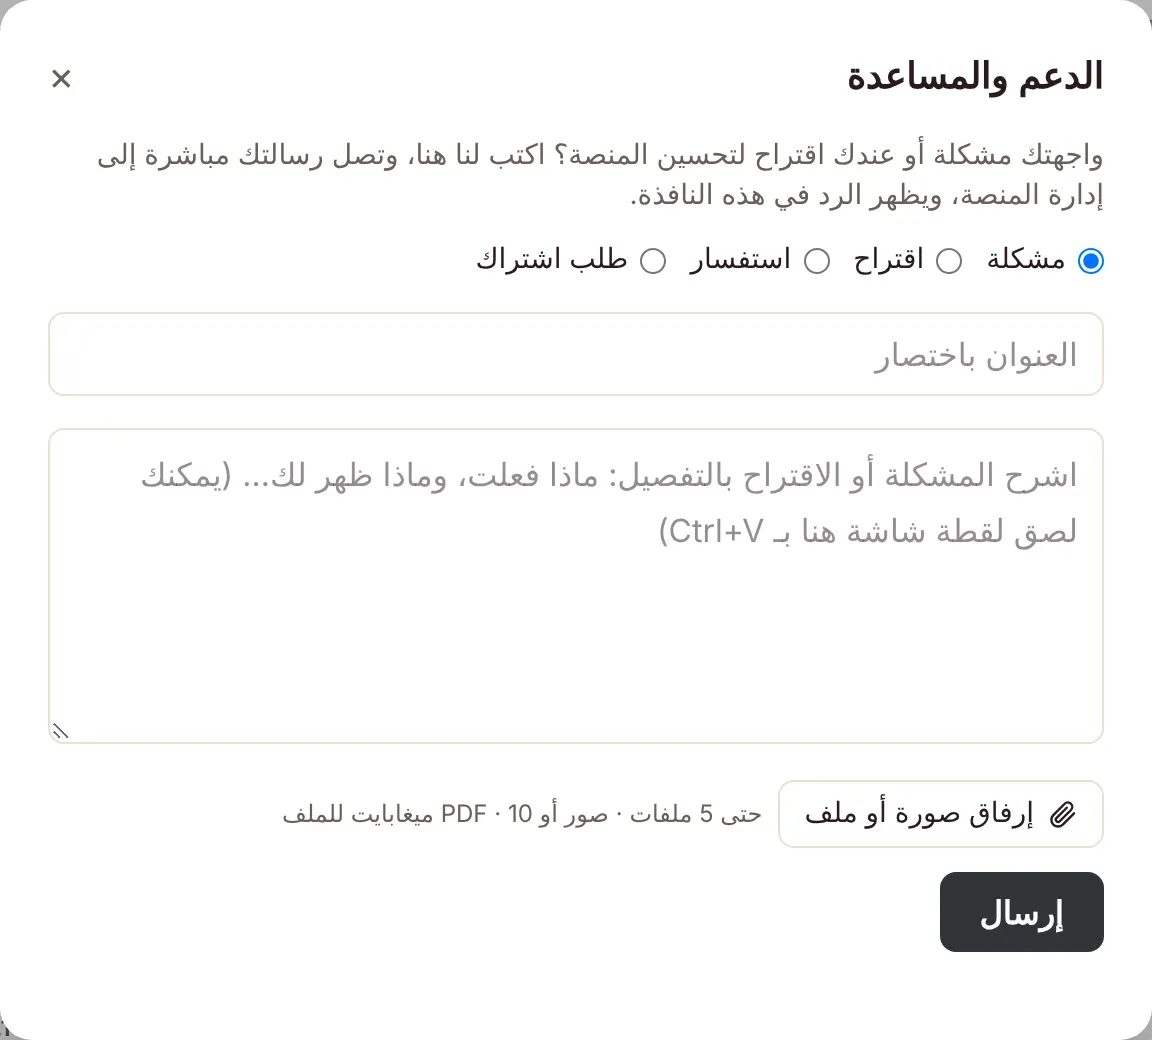 الدعم والمساعدة
واجهتك مشكلة أو عندك اقتراح لتحسين المنصة؟ اكتب لنا هنا، وتصل رسالتك مباشرة إلى
إدارة المنصة، ويظهر الرد في هذه النافذة.
مشكلة اقتراح استفسار طلب اشتراك
العنوان باختصار
اشرح المشكلة أو الاقتراح بالتفصيل: ماذا فعلت، وماذا ظهر لك... (يمكنك
لصق لقطة شاشة هنا بـ Ctrl+V)
إرفاق صورة أو ملف
حتى 5 ملفات · صور أو PDF · 10 ميغابايت للملف
إرسال